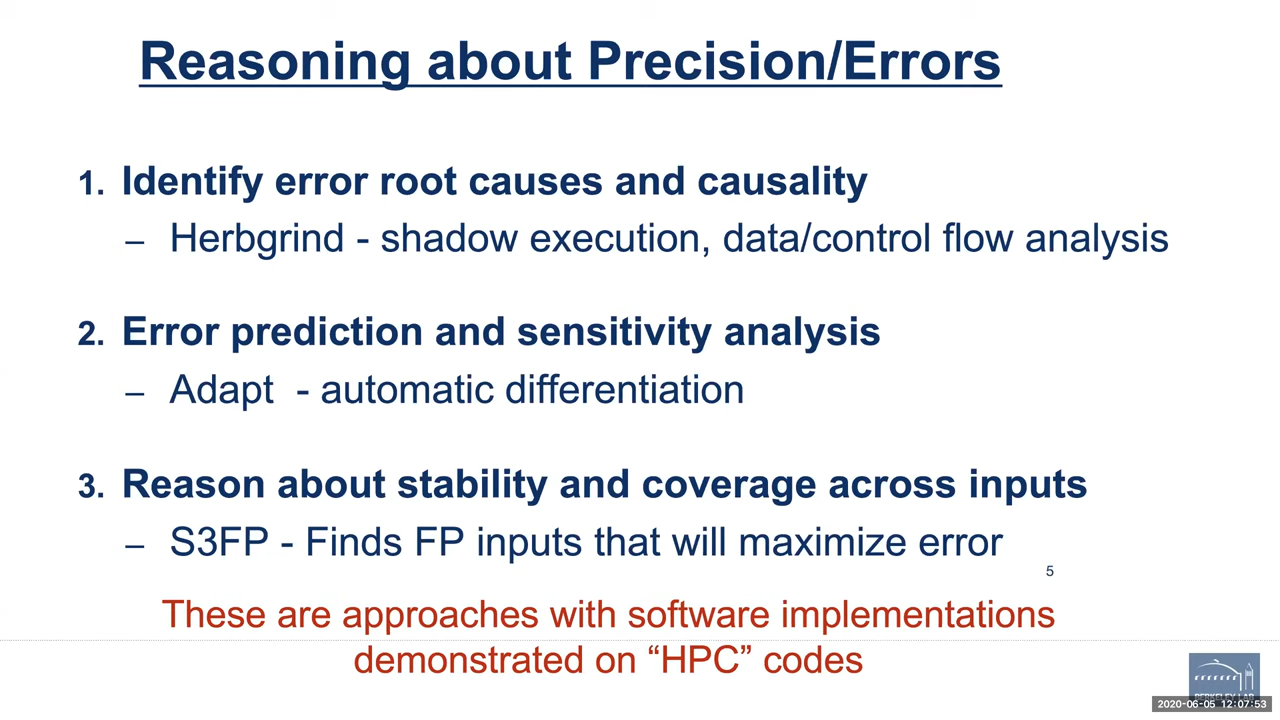 Reasoning about Precision/Errors
1. Identify error root causes and causality
– Herbgrind - shadow execution, data/control flow analysis
2. Error prediction and sensitivity analysis
– Adapt - automatic differentiation
3. Reason about stability and coverage across inputs
– S3FP - Finds FP inputs that will maximize error
5
These are approaches with software implementations
demonstrated on “HPC” codes
BERKELEY LAB
2020-06-05 12:07:53